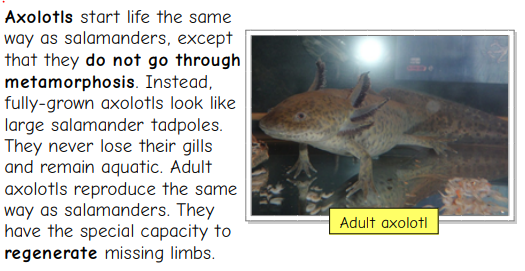 Axolotls start life the same
way as salamanders, except
that they do not go through
metamorphosis. Instead,
fully-grown axolotls look like
large salamander tadpoles.
They never lose their gills
and remain aquatic. Adult
axolotls reproduce the same
way as salamanders. They
have the special capacity to
regenerate missing limbs.
Adult axolotl